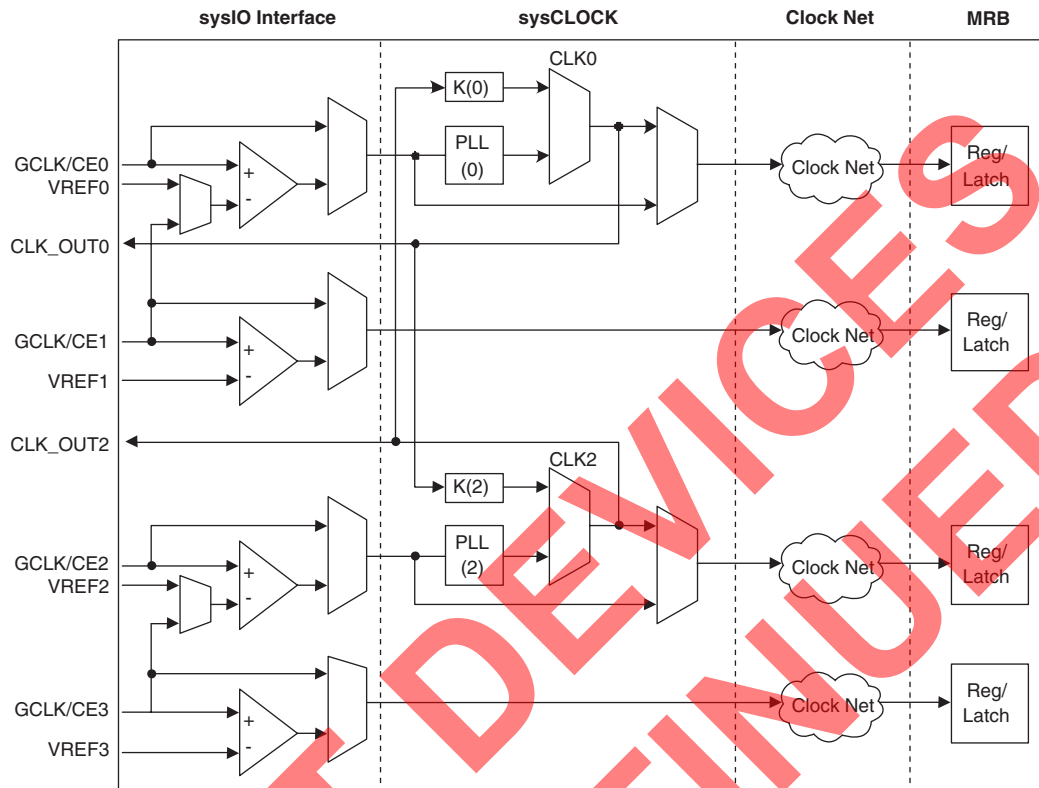 sysIO Interface sysCLOCK Clock Net MRB
CLK0
K(0)
PLL
(0)
GCLK/CE0
VREF0
+
-
Clock Net
Reg/
Latch
CLK_OUT0
GCLK/CE1
VREF1
+
-
Clock Net
Reg/
Latch
CLK_OUT2
CLK2
K(2)
PLL
(2)
GCLK/CE2
VREF2
+
-
Clock Net
Reg/
Latch
GCLK/CE3
VREF3
+
-
Clock Net
Reg/
Latch
T DEVICES
INUED